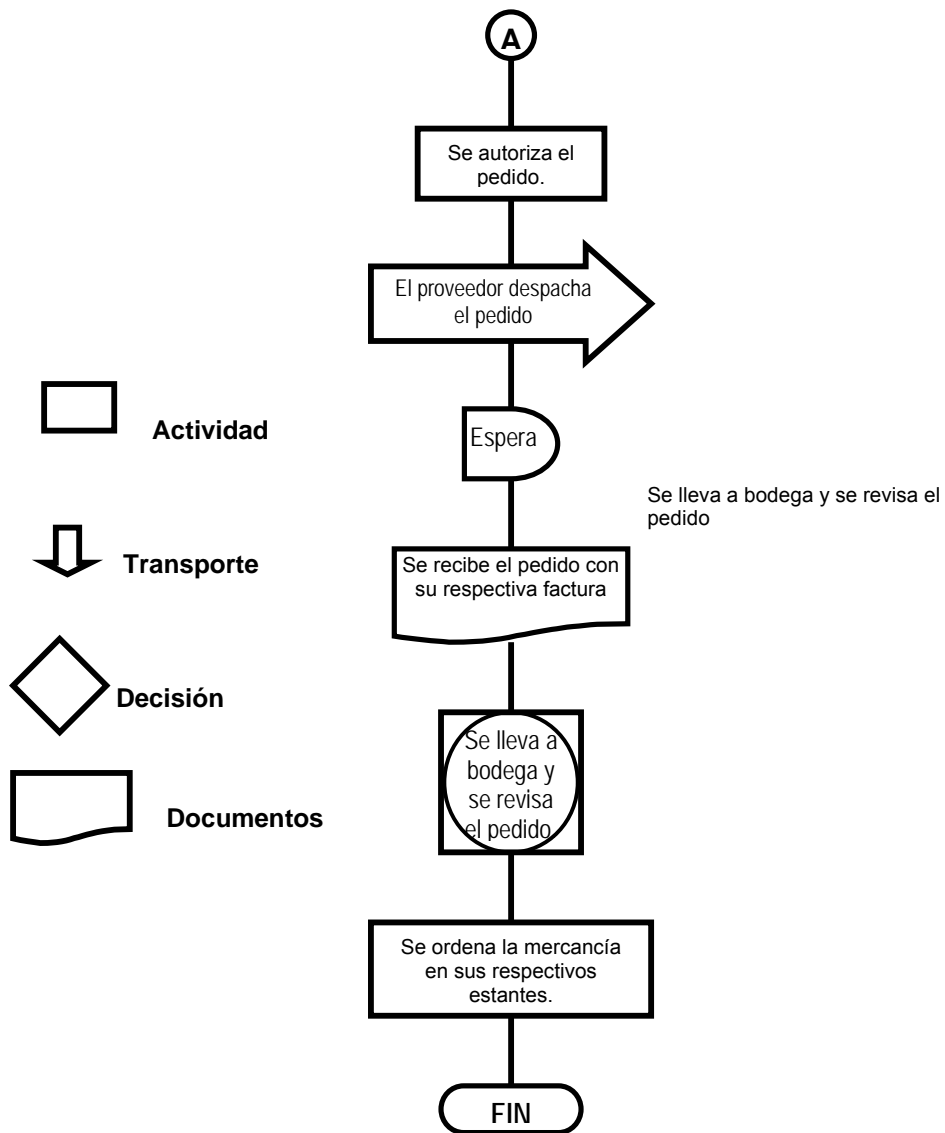 A
Se autoriza el
pedido.
El proveedor despacha
el pedido
Actividad
Espera
Se lleva a bodega y se revisa el
pedido
Transporte
Se recibe el pedido con
su respectiva factura
Decisión
Se lleva a
bodega y
se revisa
el pedido
Documentos
Se ordena la mercancía
en sus respectivos
estantes.
FIN